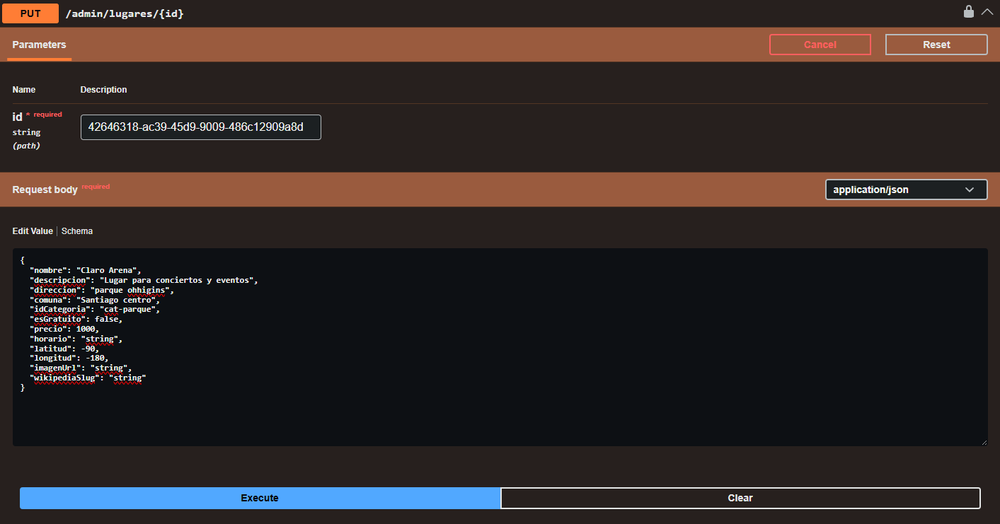 PUT /admin/lugares/{id}
Parameters Cancel Reset
Name Description
id * required
string
(path)
42646318-ac39-45d9-9009-486c12909a8d
Request body required application/json
Edit Value | Schema
{
  "nombre": "Claro Arena",
  "descripcion": "Lugar para conciertos y eventos",
  "direccion": "parque ohhigins",
  "comuna": "Santiago centro",
  "idCategoria": "cat-parque",
  "esGratuito": false,
  "precio": 1000,
  "horario": "string",
  "latitud": -90,
  "longitud": -180,
  "imagenUrl": "string",
  "wikipediaSlug": "string"
}
Execute Clear